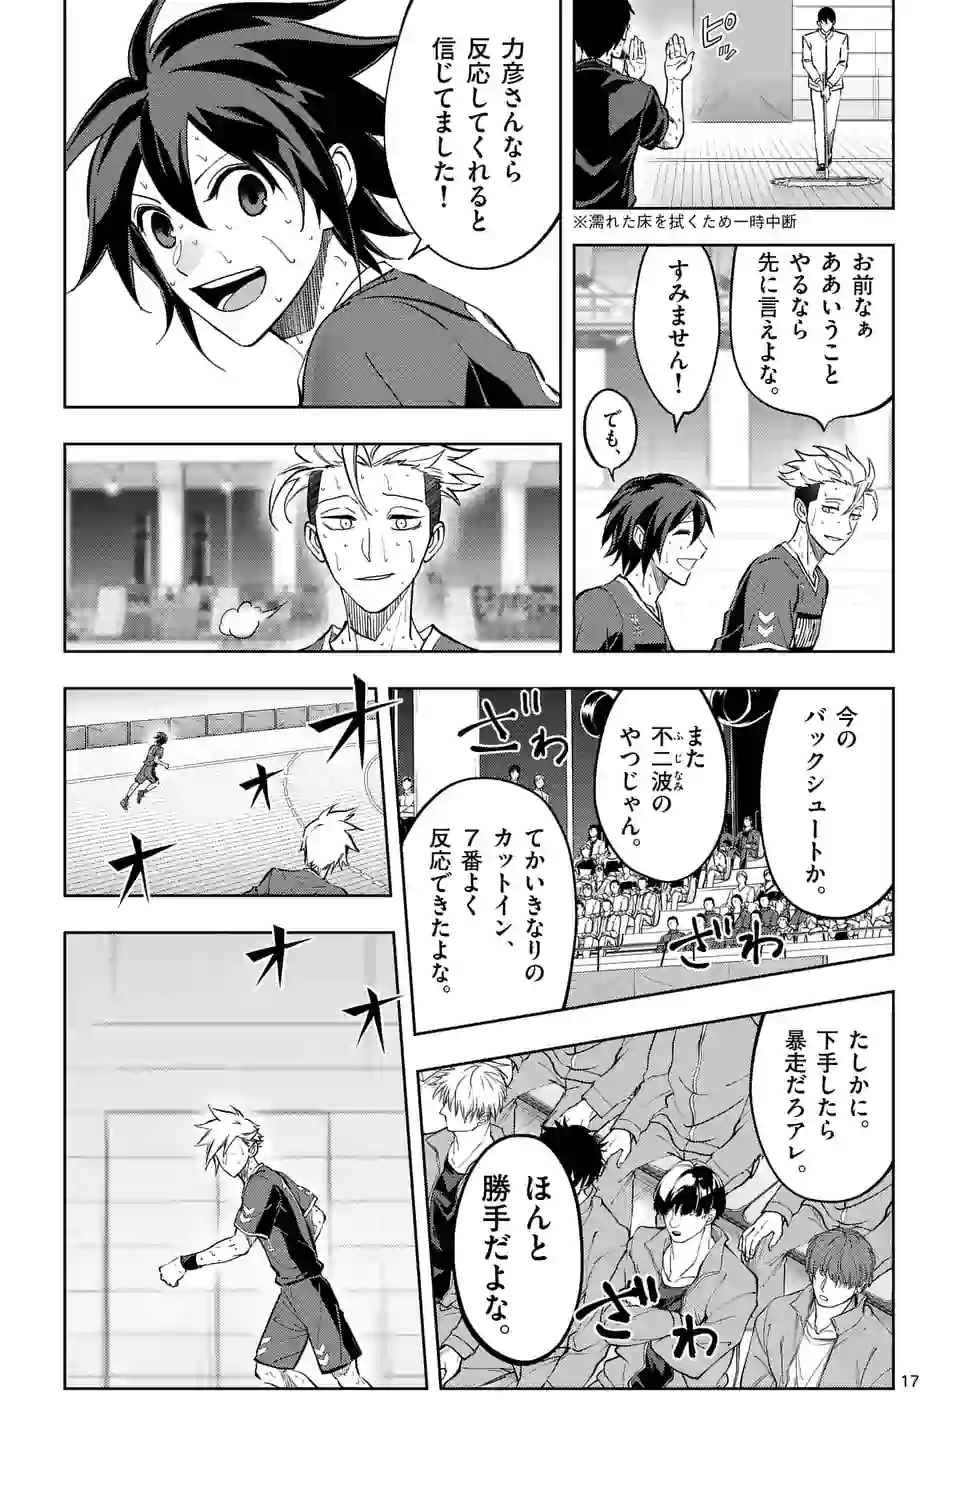 ピピッ
※濡れた床を拭くため一時中断
お前なぁ
ああいうこと
やるなら
先に言えよな。
すみません！
でも、
力彦さんなら
反応してくれると
信じてました！
今の
バックシュートか。
また
不二波の
ふじなみ
やつじゃん。
てかいきなりの
カットイン、
７番よく
反応できたよな。
ざわ
ざわ
オ
オ
オ
たしかに。
下手したら
暴走だろアレ。
ほんと
勝手だよな。
ざわ
オ
オ
オ
17